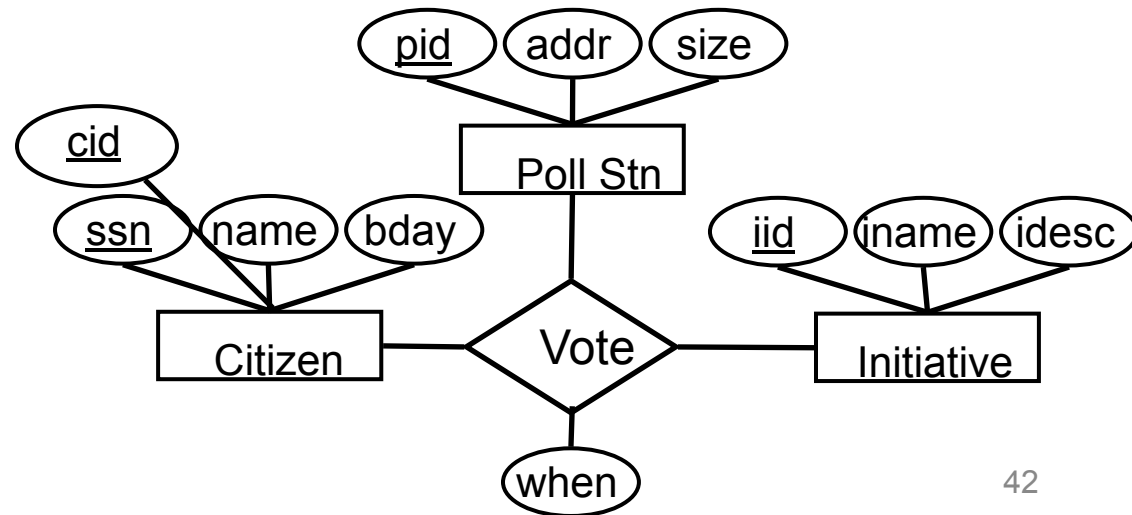 pid addr size
cid
Poll Stn
ssn name bday
iid iname idesc
Citizen
Vote
Initiative
when
42